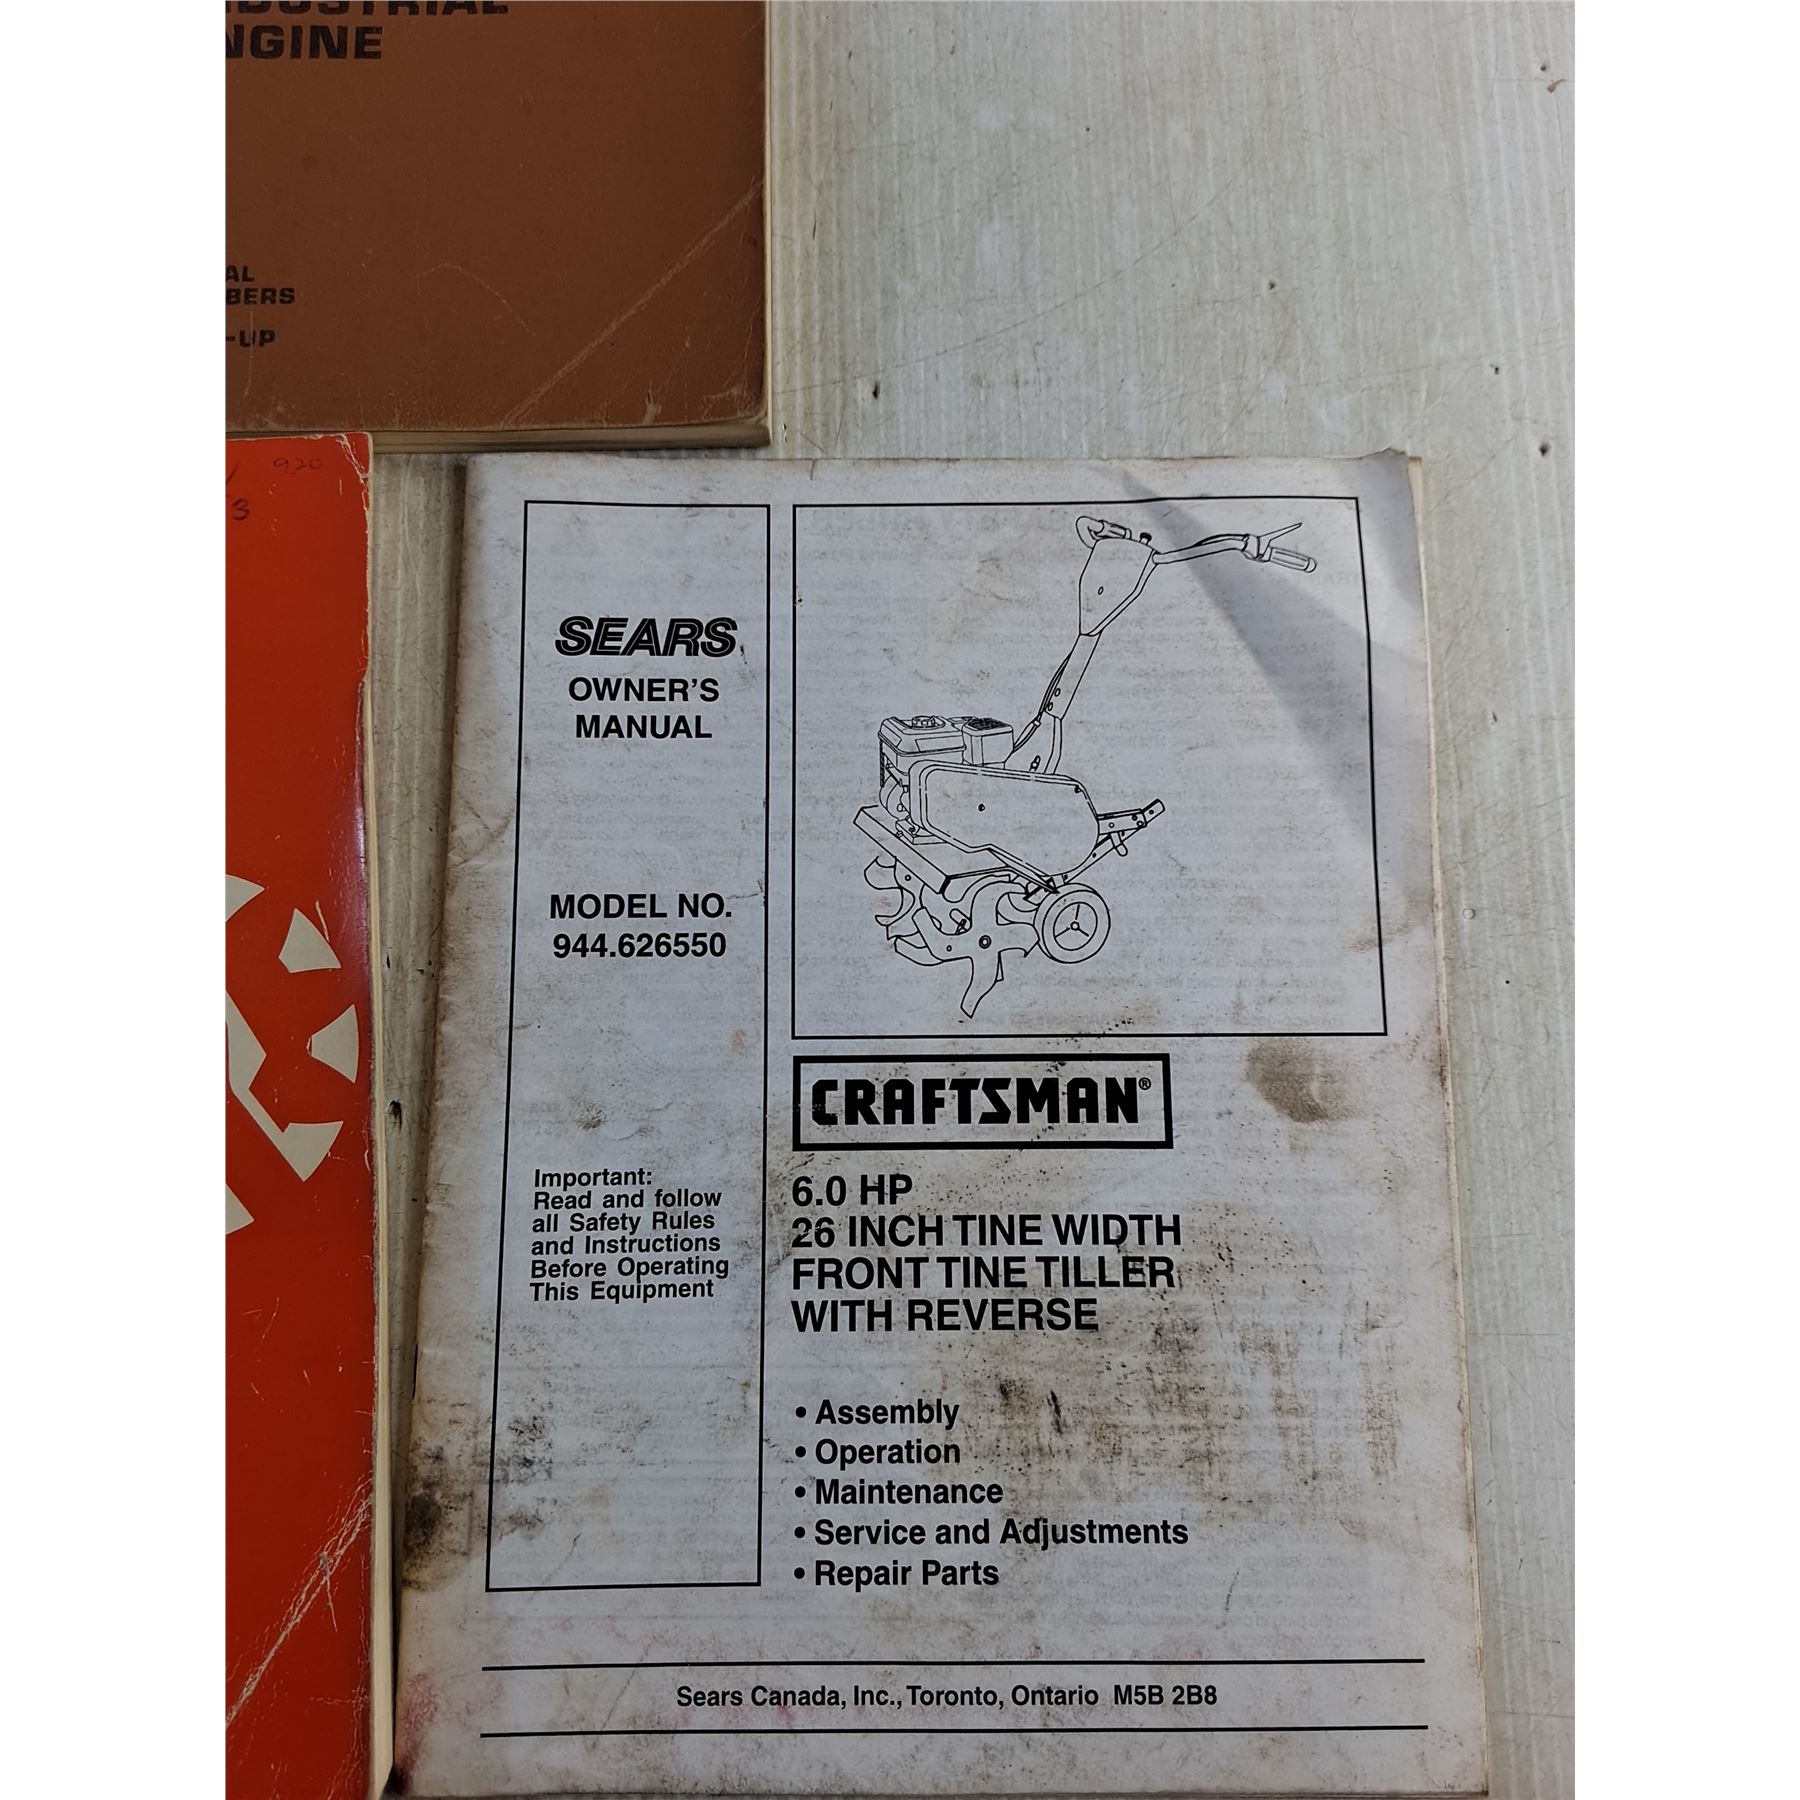 NGINE
AL
BERS
-UP
920
3
SEARS
OWNER'S
MANUAL
MODEL NO.
944.626550
Important:
Read and follow
all Safety Rules
and Instructions
Before Operating
This Equipment
CRAFTSMAN®
6.0 HP
26 INCH TINE WIDTH
FRONT TINE TILLER
WITH REVERSE
• Assembly
• Operation
• Maintenance
• Service and Adjustments
• Repair Parts
Sears Canada, Inc., Toronto, Ontario M5B 2B8